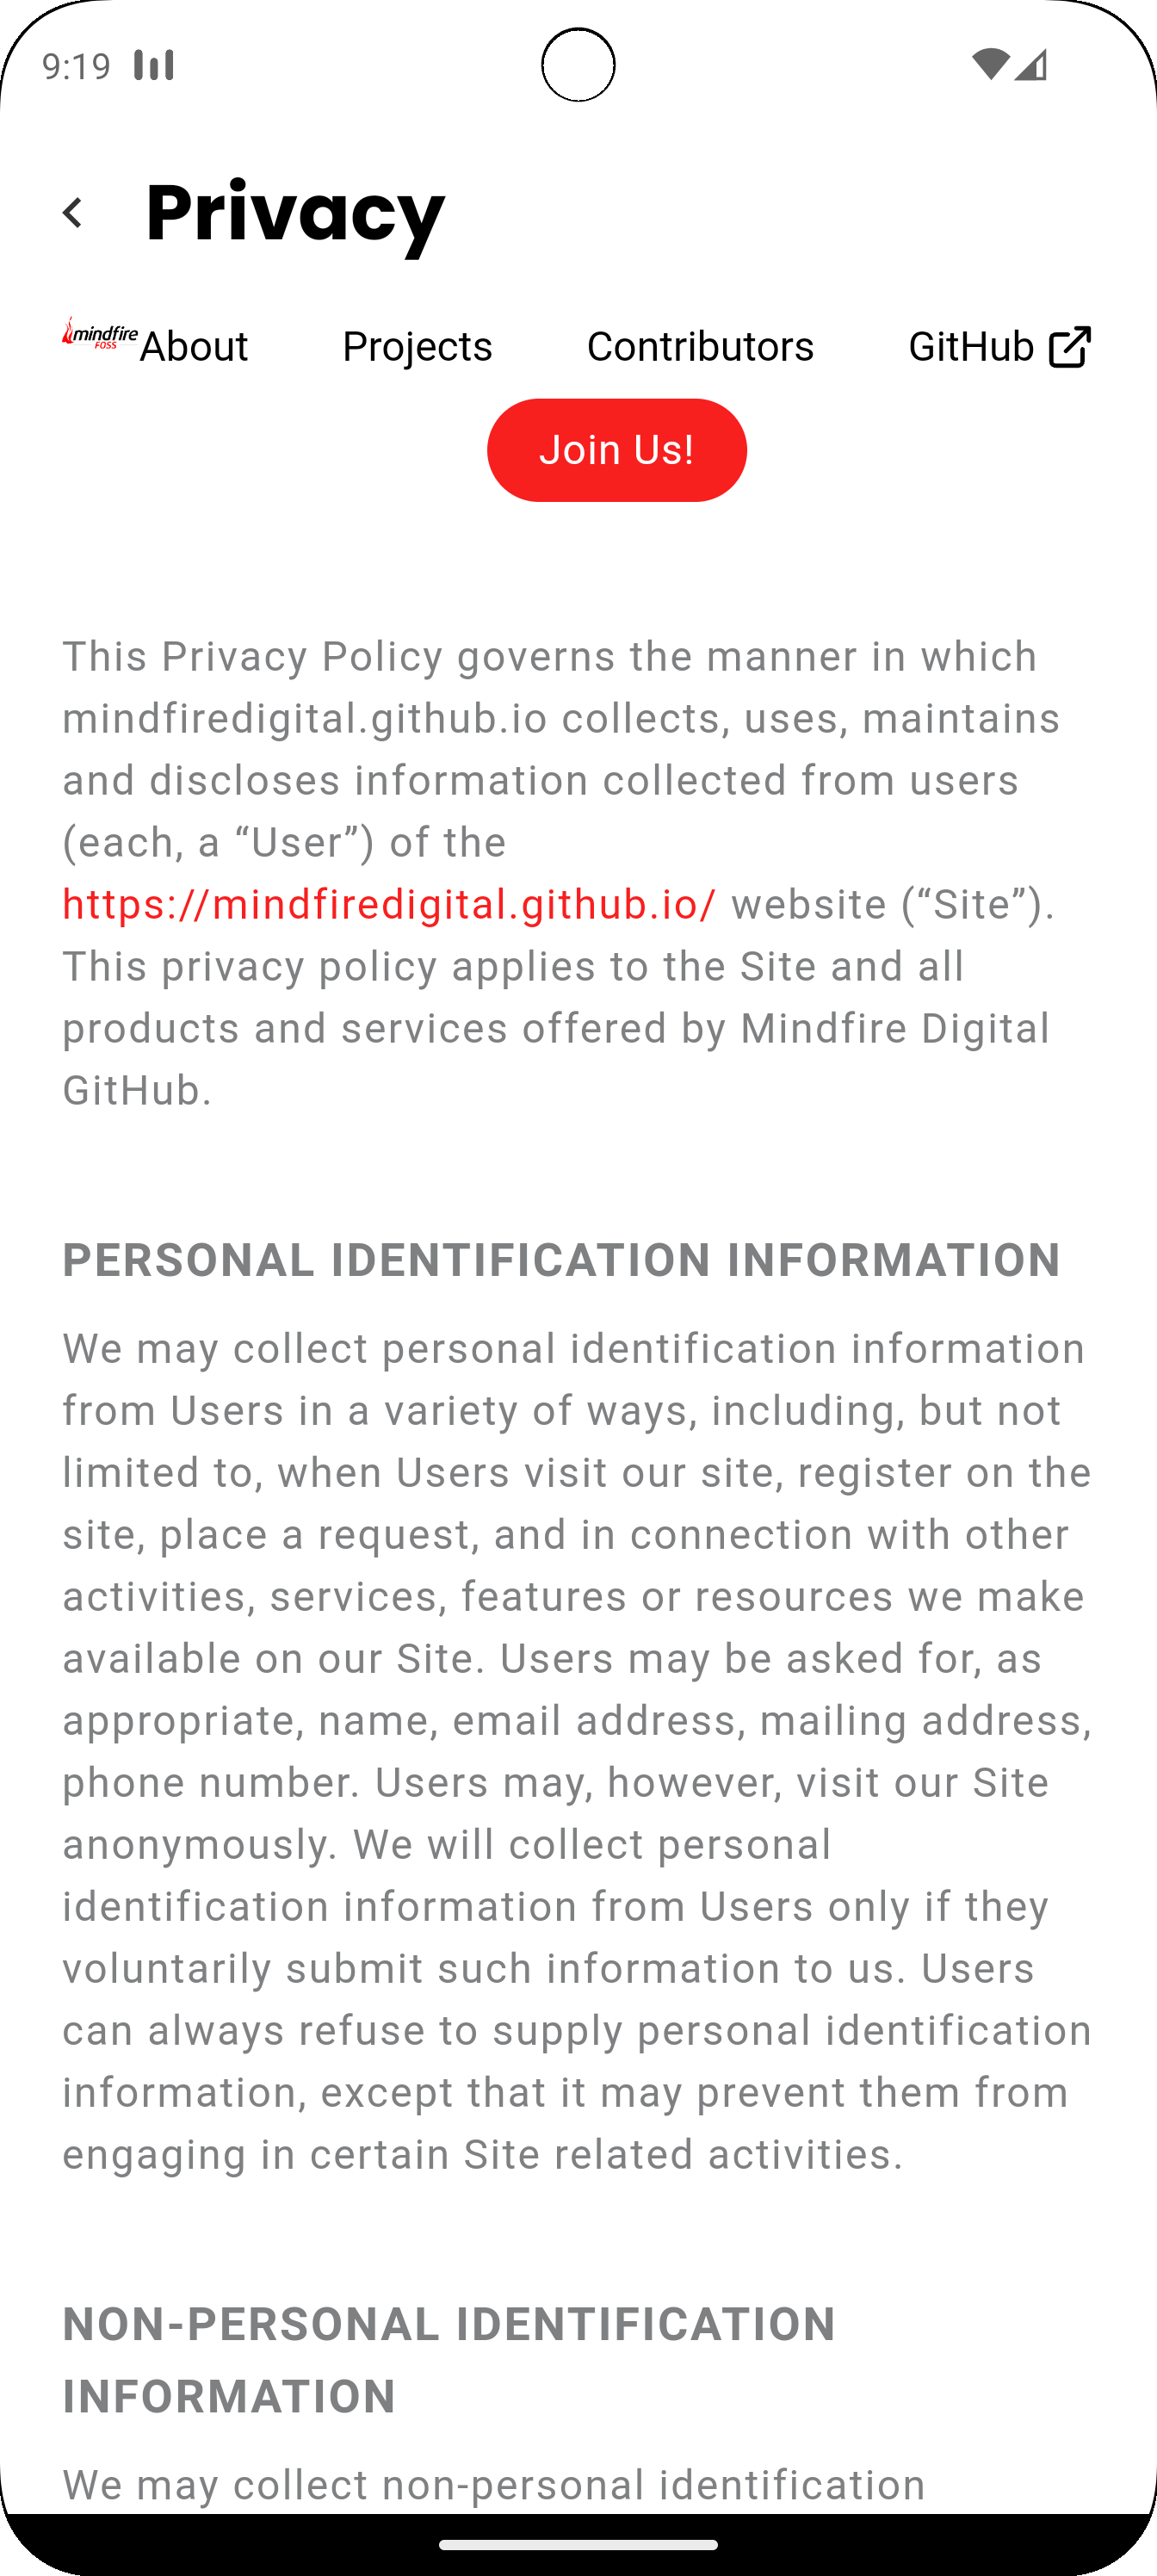 9:19
Privacy
mindfire
FOSS
About Projects Contributors GitHub
Join Us!
This Privacy Policy governs the manner in which
mindfiredigital.github.io collects, uses, maintains
and discloses information collected from users
(each, a “User”) of the
https://mindfiredigital.github.io/ website (“Site”).
This privacy policy applies to the Site and all
products and services offered by Mindfire Digital
GitHub.
PERSONAL IDENTIFICATION INFORMATION
We may collect personal identification information
from Users in a variety of ways, including, but not
limited to, when Users visit our site, register on the
site, place a request, and in connection with other
activities, services, features or resources we make
available on our Site. Users may be asked for, as
appropriate, name, email address, mailing address,
phone number. Users may, however, visit our Site
anonymously. We will collect personal
identification information from Users only if they
voluntarily submit such information to us. Users
can always refuse to supply personal identification
information, except that it may prevent them from
engaging in certain Site related activities.
NON-PERSONAL IDENTIFICATION
INFORMATION
We may collect non-personal identification